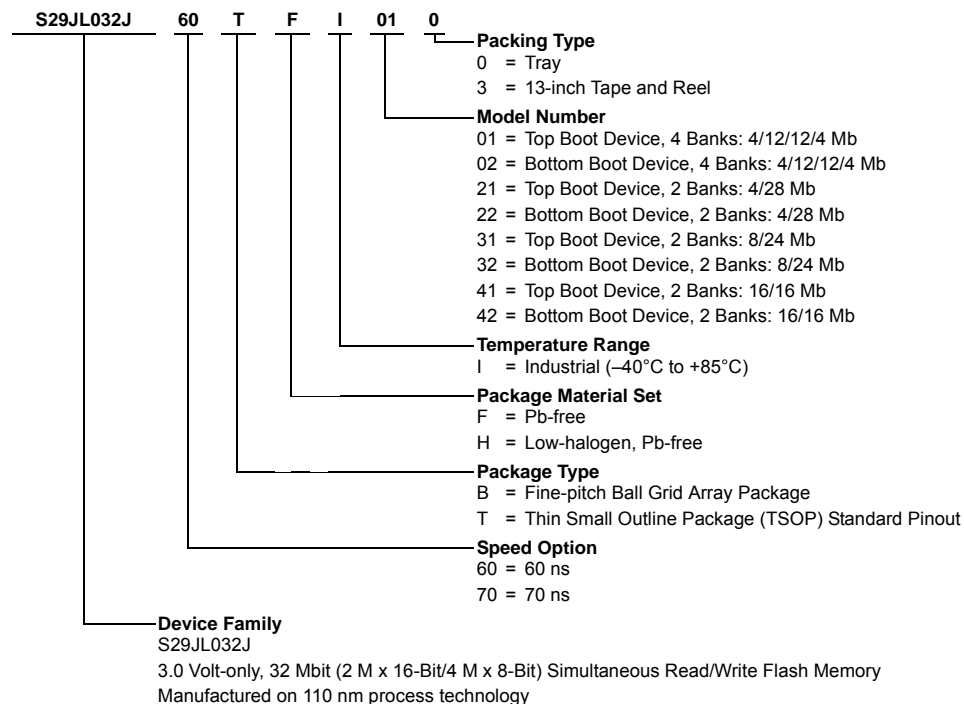 S29JL032J 60 T F I 01 0
Packing Type
0 = Tray
3 = 13-inch Tape and Reel
Model Number
01 = Top Boot Device, 4 Banks: 4/12/12/4 Mb
02 = Bottom Boot Device, 4 Banks: 4/12/12/4 Mb
21 = Top Boot Device, 2 Banks: 4/28 Mb
22 = Bottom Boot Device, 2 Banks: 4/28 Mb
31 = Top Boot Device, 2 Banks: 8/24 Mb
32 = Bottom Boot Device, 2 Banks: 8/24 Mb
41 = Top Boot Device, 2 Banks: 16/16 Mb
42 = Bottom Boot Device, 2 Banks: 16/16 Mb
Temperature Range
I = Industrial (–40°C to +85°C)
Package Material Set
F = Pb-free
H = Low-halogen, Pb-free
Package Type
B = Fine-pitch Ball Grid Array Package
T = Thin Small Outline Package (TSOP) Standard Pinout
Speed Option
60 = 60 ns
70 = 70 ns
Device Family
S29JL032J
3.0 Volt-only, 32 Mbit (2 M x 16-Bit/4 M x 8-Bit) Simultaneous Read/Write Flash Memory
Manufactured on 110 nm process technology